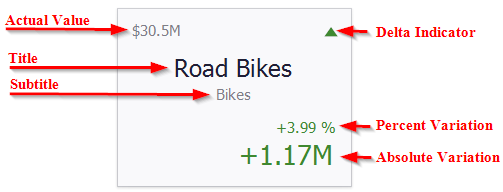 Actual Value
$30.5M
Delta Indicator
Title
Road Bikes
Subtitle
Bikes
+3.99 %
Percent Variation
+1.17M
Absolute Variation